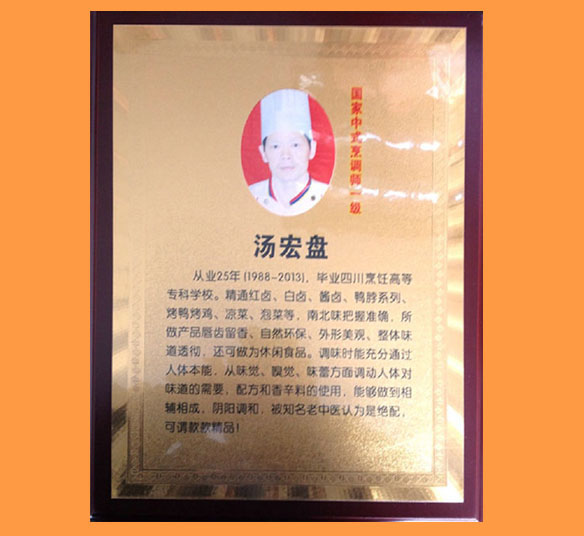 国家中式烹调师一级
汤宏盘
从业25年(1988-2013)，毕业四川烹饪高等
专科学校。精通红卤、白卤、酱卤、鸭脖系列、
烤鸭烤鸡、凉菜、泡菜等，南北味把握准确，所
做产品唇齿留香、自然环保、外形美观、整体味
道透彻，还可做为休闲食品。调味时能充分通过
人体本能，从味觉、嗅觉、味蕾方面调动人体对
味道的需要，配方和香辛料的使用，能够做到相
辅相成，阴阳调和，被知名老中医认为是绝配，
可谓款款精品！